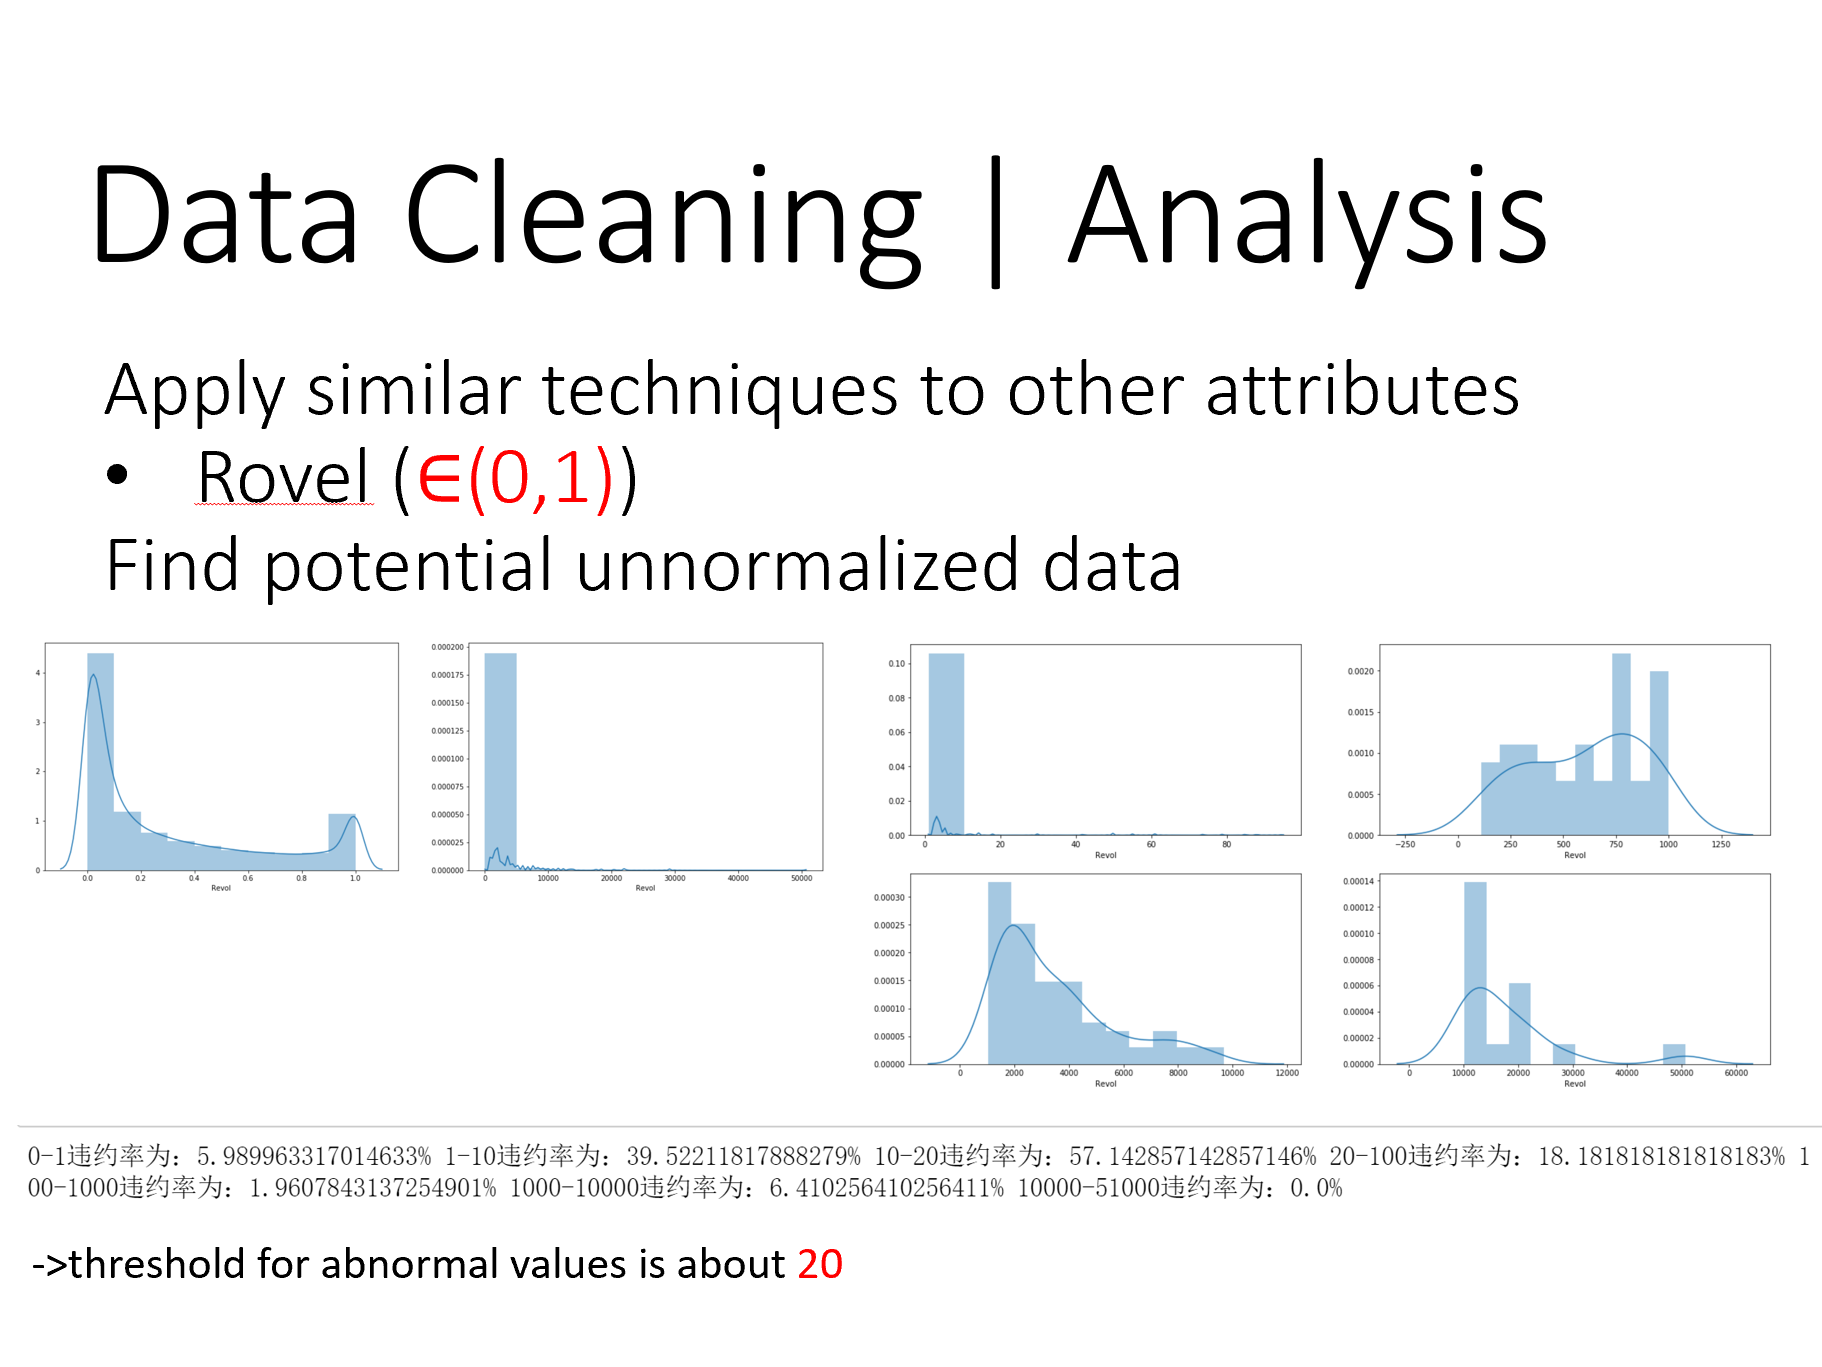 Data Cleaning | Analysis
Apply similar techniques to other attributes
• Rovel (∈(0,1))
Find potential unnormalized data
4
3
2
1
0
0.0 0.2 0.4 0.6 0.8 1.0
Revol
0.000200
0.000175
0.000150
0.000125
0.000100
0.000075
0.000050
0.000025
0.000000
0 10000 20000 30000 40000 50000
Revol
0.10
0.08
0.06
0.04
0.02
0.00
0 20 40 60 80
Revol
0.0020
0.0015
0.0010
0.0005
0.0000
−250 0 250 500 750 1000 1250
Revol
0.00030
0.00025
0.00020
0.00015
0.00010
0.00005
0.00000
0 2000 4000 6000 8000 10000 12000
Revol
0.00014
0.00012
0.00010
0.00008
0.00006
0.00004
0.00002
0.00000
0 10000 20000 30000 40000 50000 60000
Revol
0-1违约率为: 5.989963317014633% 1-10违约率为: 39.52211817888279% 10-20违约率为: 57.142857142857146% 20-100违约率为: 18.181818181818183% 1
00-1000违约率为: 1.9607843137254901% 1000-10000违约率为: 6.410256410256411% 10000-51000违约率为: 0.0%
->threshold for abnormal values is about 20